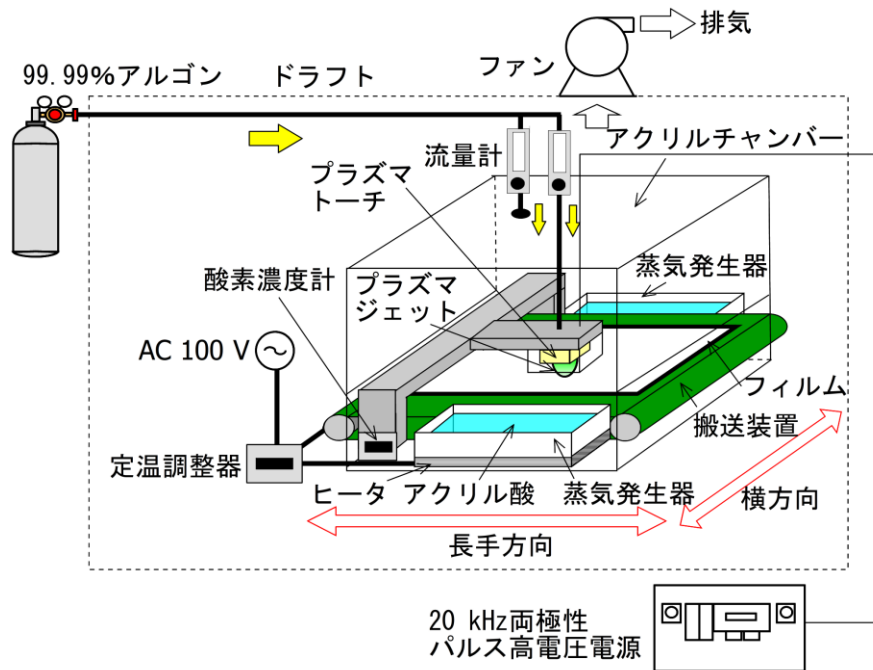 排気
ファン
99.99%アルゴン
ドラフト
アクリルチャンバー
流量計
プラズマ
トーチ
蒸気発生器
酸素濃度計
プラズマ
ジェット
AC 100 V
フィルム
搬送装置
定温調整器
ヒータ
アクリル酸
蒸気発生器
横方向
長手方向
20 kHz両極性
パルス高電圧電源